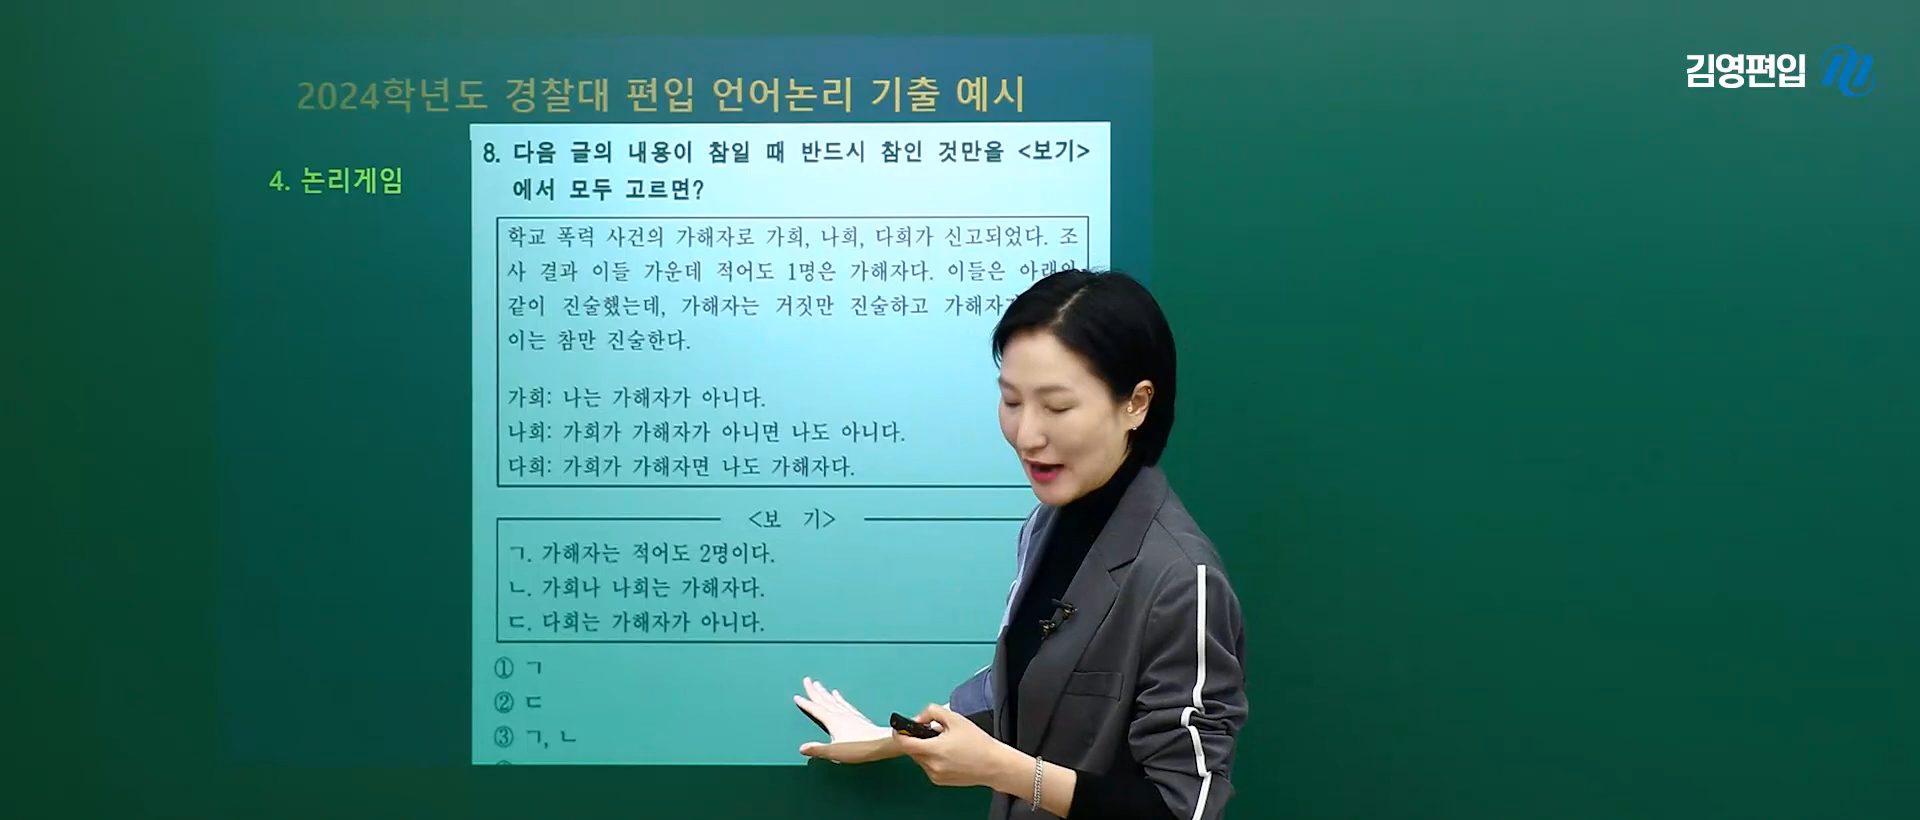 김영편입
2024학년도 경찰대 편입 언어논리 기출 예시
4. 논리게임
8. 다음 글의 내용이 참일 때 반드시 참인 것만을 <보기>
에서 모두 고르면?
학교 폭력 사건의 가해자로 가희, 나희, 다희가 신고되었다. 조
사 결과 이들 가운데 적어도 1명은 가해자다. 이들은
같이 진술했는데, 가해자는 거짓만 진술하고
이는 참만 진술한다.
가희: 나는 가해자가 아니다.
나희: 가희가 가해자가 아니면 나도 아니다.
다희: 가희가 가해자면 나도 가해자다.
<보 기>
ㄱ. 가해자는 적어도 2명이다.
ㄴ. 가희나 나희는 가해자다.
ㄷ. 다희는 가해자가 아니다.
① ㄱ
② ㄷ
③ ㄱ, ㄴ